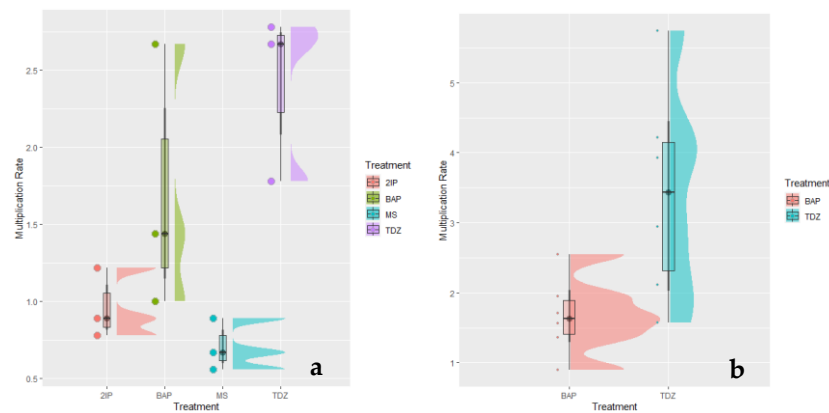 Multiplication Rate
2.5
2.0
1.5
1.0
0.5
2IP BAP MS TDZ
Treatment
Treatment
2IP
BAP
MS
TDZ
a
Multiplication Rate
5
4
3
2
1
BAP TDZ
Treatment
Treatment
BAP
TDZ
b